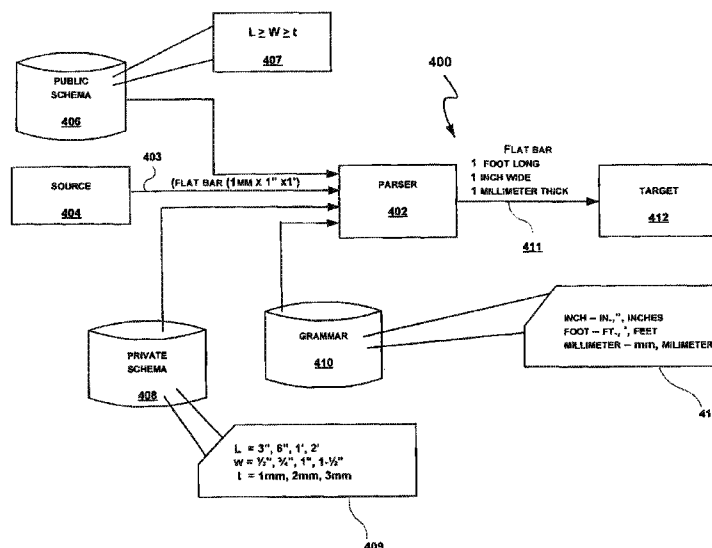 L ≥ W ≥ t
407
PUBLIC
SCHEMA
406
400
403
(FLAT BAR (1MM X 1" X1')
SOURCE
404
PARSER
402
FLAT BAR
1 FOOT LONG
1 INCH WIDE
1 MILLIMETER THICK
411
TARGET
412
PRIVATE
SCHEMA
408
GRAMMAR
410
INCH – IN.,", INCHES
FOOT – FT., ', FEET
MILLIMETER – mm, MILIMETER
41
L = 3", 6", 1', 2'
W = ½", ¾", 1", 1-½"
t = 1mm, 2mm, 3mm
409